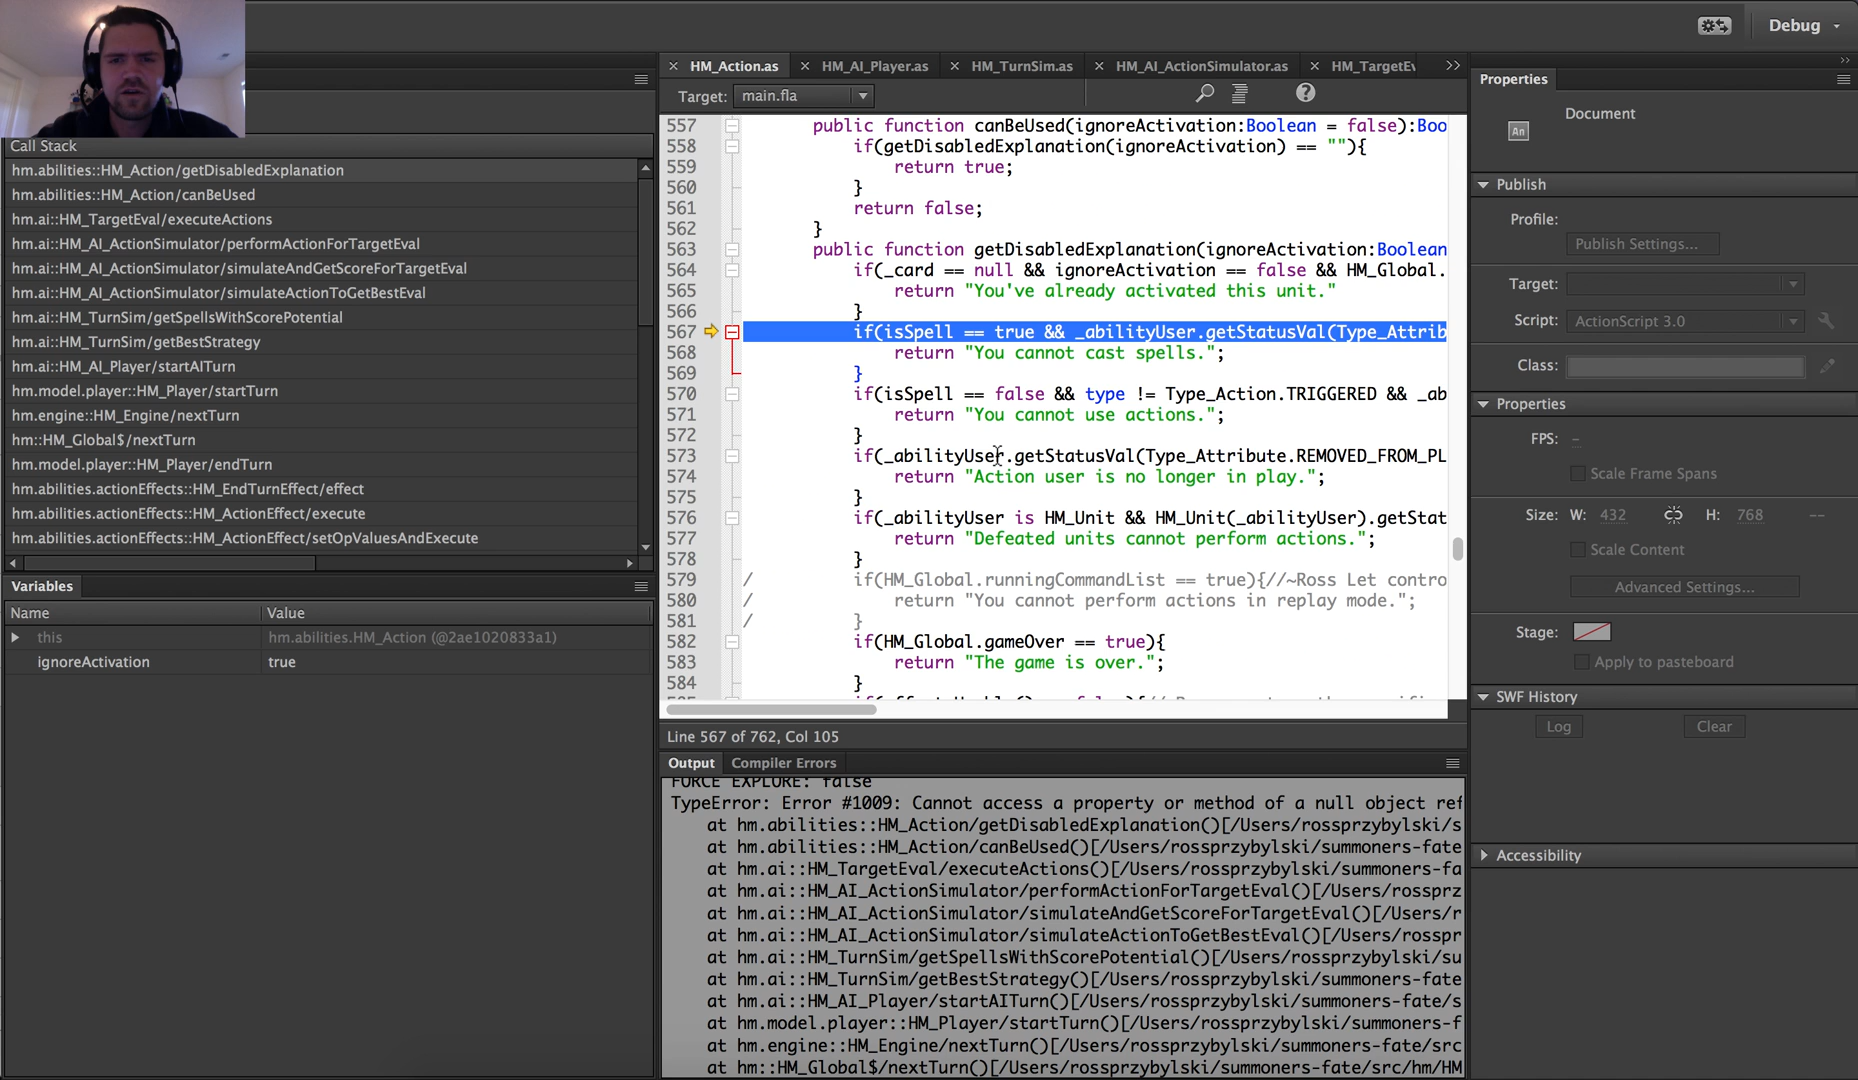 Debug
HM_Action.as
HM_AI_Player.as
HM_TurnSim.as
HM_AI_ActionSimulator.as
HM_TargetEv
Target: main.fla
Call Stack
hm.abilities::HM_Action/getDisabledExplanation
hm.abilities::HM_Action/canBeUsed
hm.ai::HM_TargetEval/executeActions
hm.ai::HM_AI_ActionSimulator/performActionForTargetEval
hm.ai::HM_AI_ActionSimulator/simulateAndGetScoreForTargetEval
hm.ai::HM_AI_ActionSimulator/simulateActionToGetBestEval
hm.ai::HM_TurnSim/getSpellsWithScorePotential
hm.ai::HM_TurnSim/getBestStrategy
hm.ai::HM_AI_Player/startAITurn
hm.model.player::HM_Player/startTurn
hm.engine::HM_Engine/nextTurn
hm::HM_Global$/nextTurn
hm.model.player::HM_Player/endTurn
hm.abilities.actionEffects::HM_EndTurnEffect/effect
hm.abilities.actionEffects::HM_ActionEffect/execute
hm.abilities.actionEffects::HM_ActionEffect/setOpValuesAndExecute
Variables
Name Value
this hm.abilities.HM_Action (@2ae1020833a1)
ignoreActivation true
557 public function canBeUsed(ignoreActivation:Boolean = false):Boo
558 if(getDisabledExplanation(ignoreActivation) == ""){
559 return true;
560 }
561 return false;
562 }
563 public function getDisabledExplanation(ignoreActivation:Boolean
564 if(_card == null && ignoreActivation == false && HM_Global.
565 return "You've already activated this unit."
566 }
567 if(isSpell == true && _abilityUser.getStatusVal(Type_Attrib
568 return "You cannot cast spells.";
569 }
570 if(isSpell == false && type != Type_Action.TRIGGERED && _ab
571 return "You cannot use actions.";
572 }
573 if(_abilityUser.getStatusVal(Type_Attribute.REMOVED_FROM_PL
574 return "Action user is no longer in play.";
575 }
576 if(_abilityUser is HM_Unit && HM_Unit(_abilityUser).getStat
577 return "Defeated units cannot perform actions.";
578 }
579 / if(HM_Global.runningCommandList == true){//~Ross Let contro
580 / return "You cannot perform actions in replay mode.";
581 / }
582 if(HM_Global.gameOver == true){
583 return "The game is over.";
584 }
Line 567 of 762, Col 105
Output Compiler Errors
FORCE EXPLORE: false
TypeError: Error #1009: Cannot access a property or method of a null object ref
at hm.abilities::HM_Action/getDisabledExplanation()[/Users/rossprzybylski/s
at hm.abilities::HM_Action/canBeUsed()[/Users/rossprzybylski/summoners-fate
at hm.ai::HM_TargetEval/executeActions()[/Users/rossprzybylski/summoners-fa
at hm.ai::HM_AI_ActionSimulator/performActionForTargetEval()[/Users/rossprz
at hm.ai::HM_AI_ActionSimulator/simulateAndGetScoreForTargetEval()[/Users/r
at hm.ai::HM_AI_ActionSimulator/simulateActionToGetBestEval()[/Users/rosspr
at hm.ai::HM_TurnSim/getSpellsWithScorePotential()[/Users/rossprzybylski/su
at hm.ai::HM_TurnSim/getBestStrategy()[/Users/rossprzybylski/summoners-fate
at hm.ai::HM_AI_Player/startAITurn()[/Users/rossprzybylski/summoners-fate/s
at hm.model.player::HM_Player/startTurn()[/Users/rossprzybylski/summoners-f
at hm.engine::HM_Engine/nextTurn()[/Users/rossprzybylski/summoners-fate/src
at hm::HM_Global$/nextTurn()[/Users/rossprzybylski/summoners-fate/src/hm/HM
Properties
An
Document
Publish
Profile:
Publish Settings...
Target:
Script: ActionScript 3.0
Class:
Properties
FPS: –
Scale Frame Spans
Size: W: 432 H: 768 --
Scale Content
Advanced Settings...
Stage:
Apply to pasteboard
SWF History
Log Clear
Accessibility